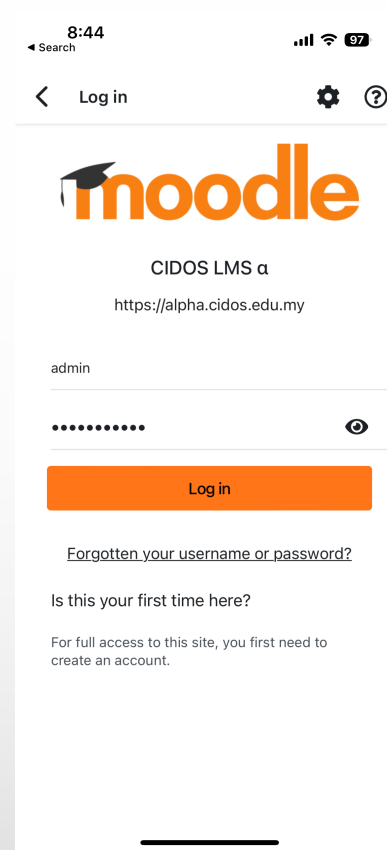 8:44
◀ Search
97
Log in
moodle
CIDOS LMS α
https://alpha.cidos.edu.my
admin
•••••••••••
Log in
Forgotten your username or password?
Is this your first time here?
For full access to this site, you first need to
create an account.